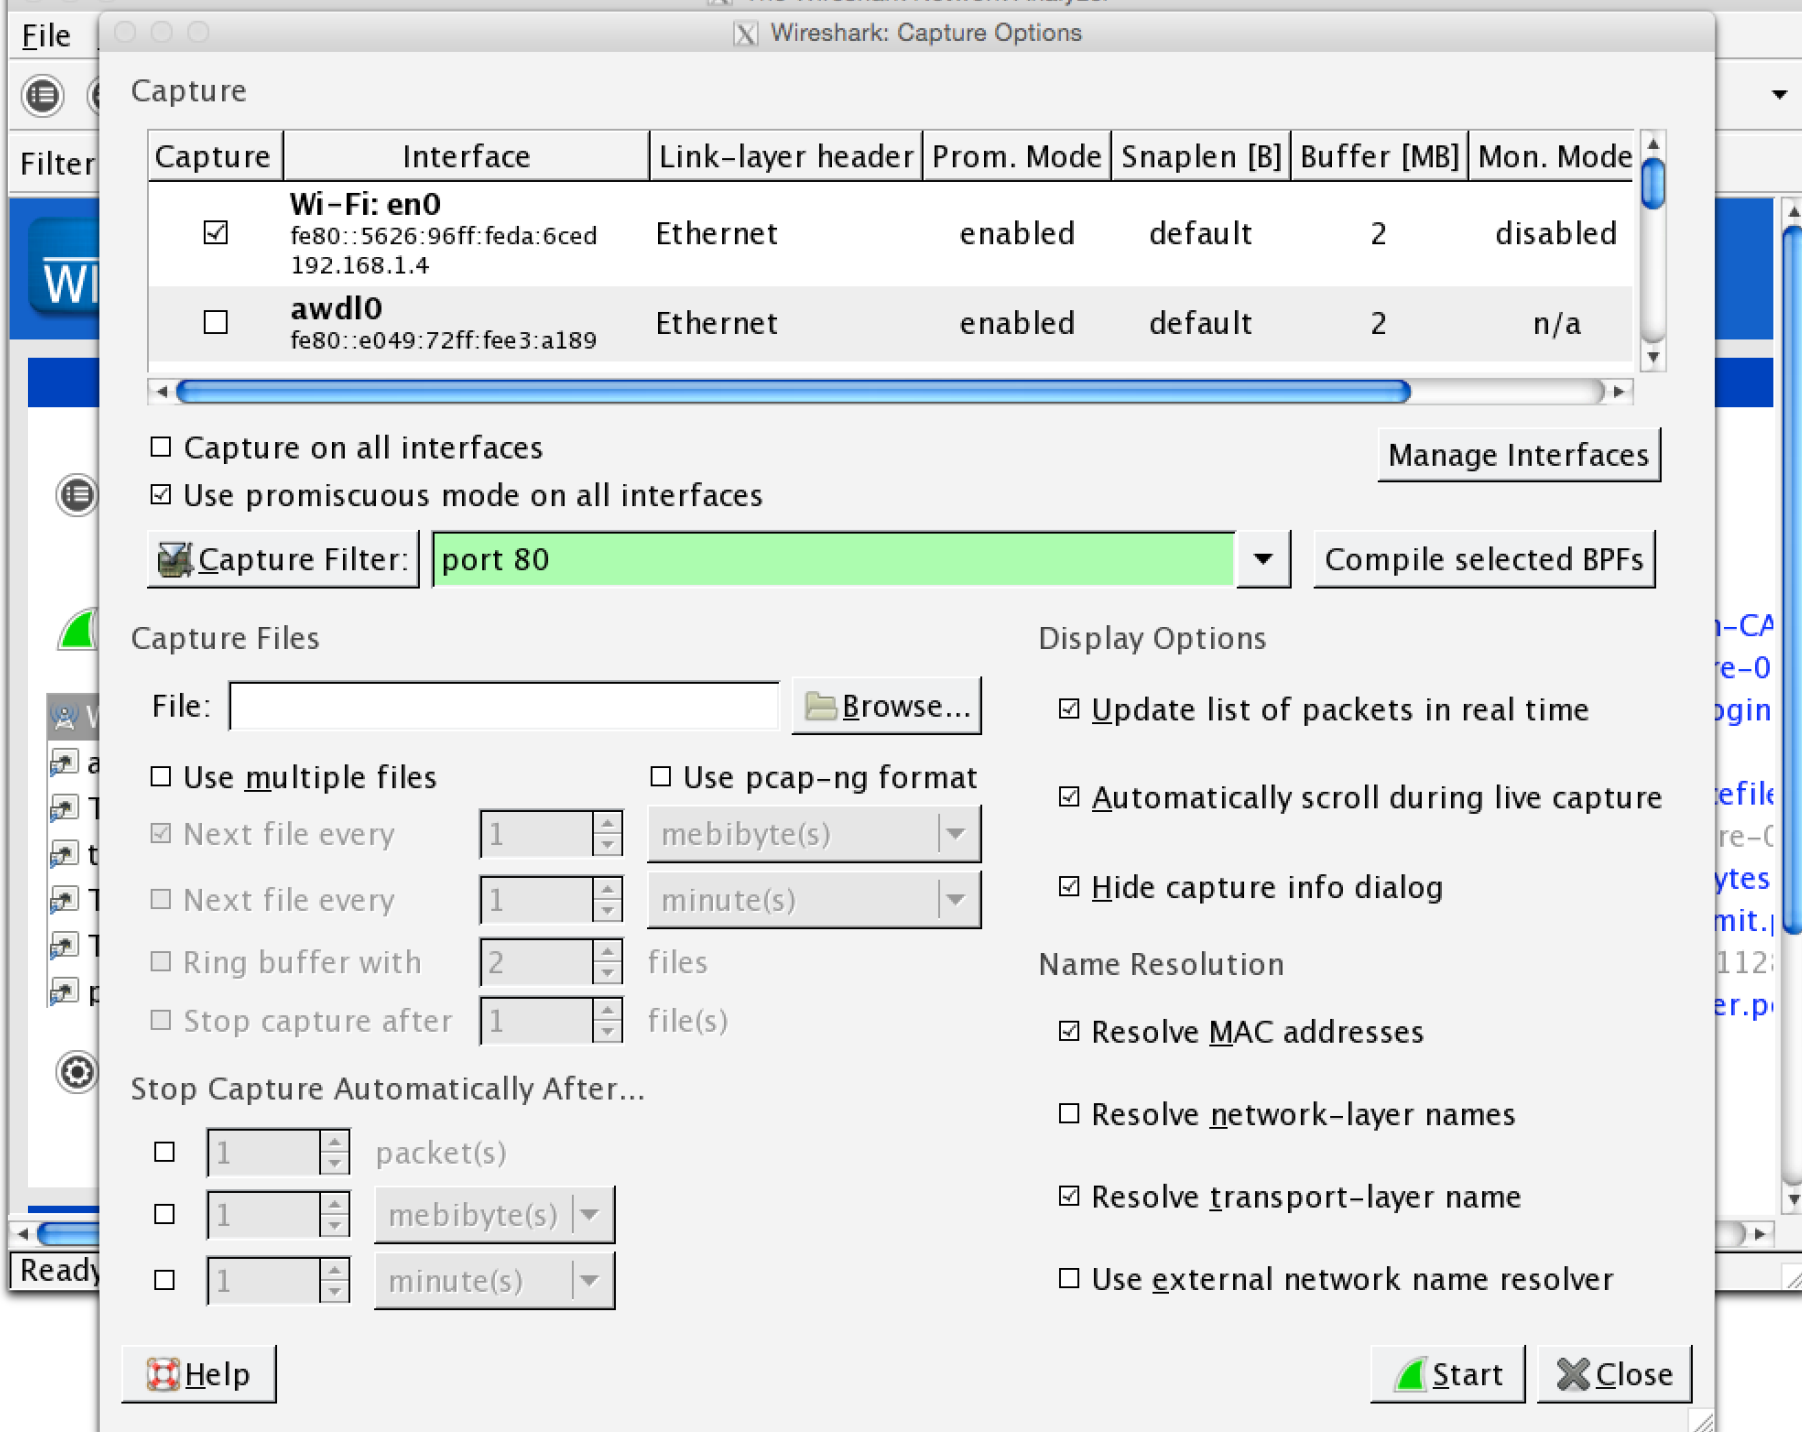 Wireshark: Capture Options
File
Capture
Capture Interface Link-layer header Prom. Mode Snaplen [B] Buffer [MB] Mon. Mode
Filter
Wi-Fi: en0
fe80::5626:96ff:feda:6ced Ethernet enabled default 2 disabled
192.168.1.4
awdl0
fe80::e049:72ff:fee3:a189 Ethernet enabled default 2 n/a
Capture on all interfaces
Manage Interfaces
Use promiscuous mode on all interfaces
Capture Filter: port 80 Compile selected BPFs
Capture Files
File: Browse...
Use multiple files Use pcap-ng format
Next file every 1 mebibyte(s)
Next file every 1 minute(s)
Ring buffer with 2 files
Stop capture after 1 file(s)
Stop Capture Automatically After...
1 packet(s)
1 mebibyte(s)
1 minute(s)
Display Options
Update list of packets in real time
Automatically scroll during live capture
Hide capture info dialog
Name Resolution
Resolve MAC addresses
Resolve network-layer names
Resolve transport-layer name
Use external network name resolver
Ready
Help Start Close